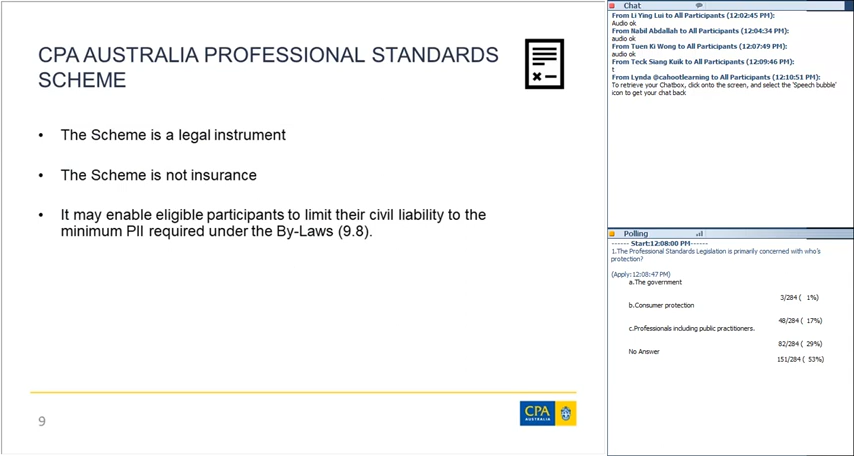 CPA AUSTRALIA PROFESSIONAL STANDARDS
SCHEME
• The Scheme is a legal instrument
• The Scheme is not insurance
• It may enable eligible participants to limit their civil liability to the
minimum PII required under the By-Laws (9.8).
9
CPA
AUSTRALIA
Chat
From Li Ying Lui to All Participants (12:02:45 PM):
Audio ok
From Nabil Abdallah to All Participants (12:04:34 PM):
audio ok
From Tuen Ki Wong to All Participants (12:07:49 PM):
audio ok
From Teck Siang Kuik to All Participants (12:09:46 PM):
t
From Lynda @cahootlearning to All Participants (12:10:51 PM):
To retrieve your Chatbox, click onto the screen, and select the 'Speech bubble'
icon to get your chat back
Polling
------ Start:12:08:00 PM------
1.The Professional Standards Legislation is primarily concerned with who's
protection?
(Apply:12:08:47 PM)
a.The government
3/284 ( 1%)
b.Consumer protection
48/284 ( 17%)
c.Professionals including public practitioners.
82/284 ( 29%)
No Answer
151/284 ( 53%)